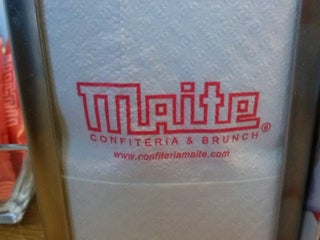 Maite®
CONFITERIA & BRUNCH
www.confiteriamaite.com